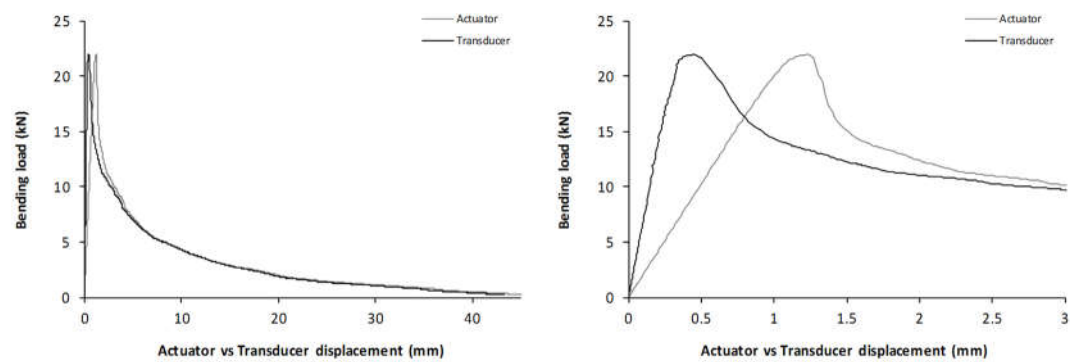 25
20
15
10
5
0
Bending load (kN)
Actuator
Transducer
0 10 20 30 40
Actuator vs Transducer displacement (mm)
25
20
15
10
5
0
Bending load (kN)
Actuator
Transducer
0 0.5 1 1.5 2 2.5 3
Actuator vs Transducer displacement (mm)